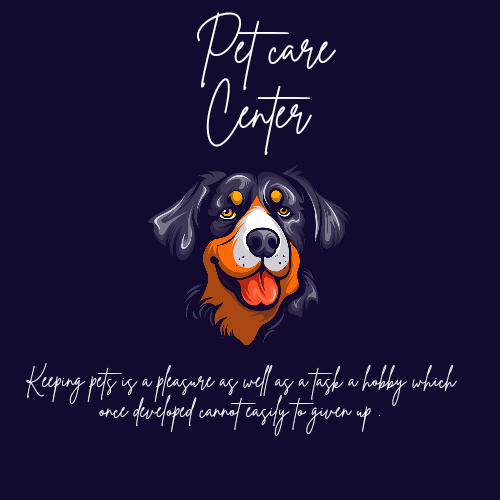 Pet care
Center
Keeping pets is a pleasure as well as a task a hobby which
once developed cannot easily to given up .